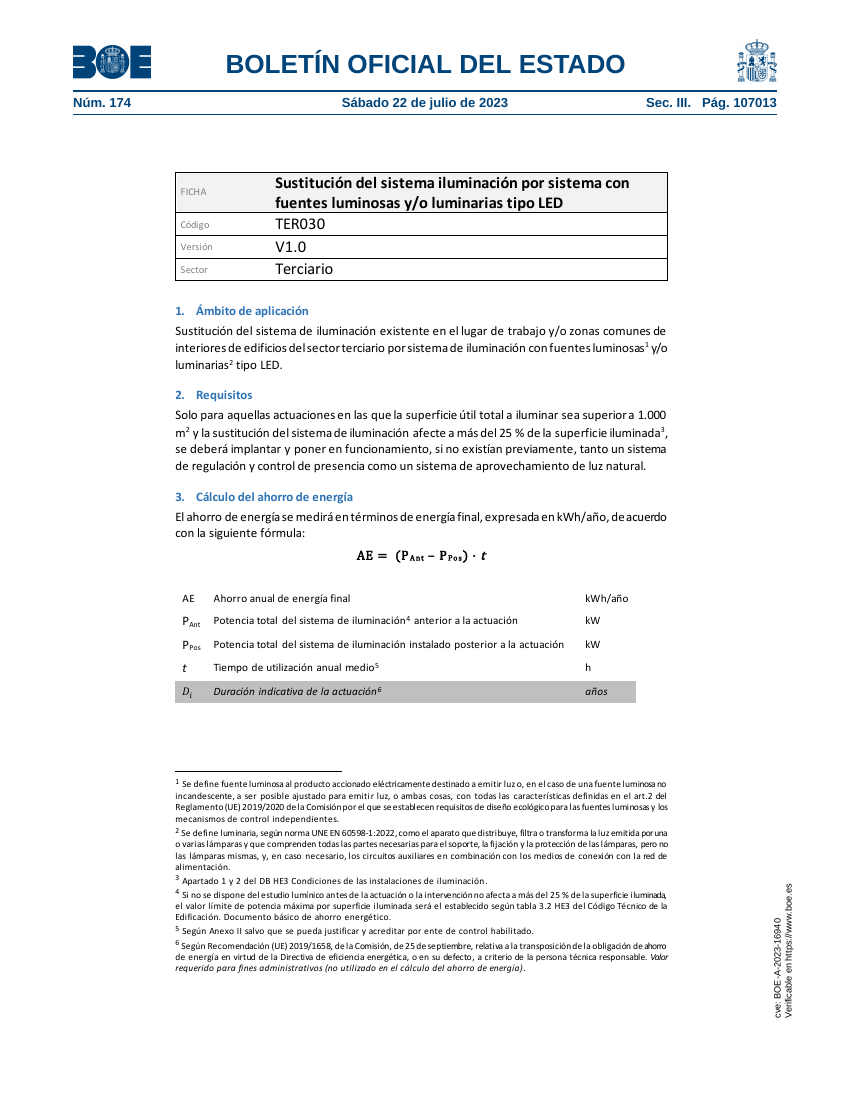 BOE
BOLETÍN OFICIAL DEL ESTADO
Núm. 174 Sábado 22 de julio de 2023 Sec. III. Pág. 107013
FICHA Sustitución del sistema iluminación por sistema con
fuentes luminosas y/o luminarias tipo LED
Código TER030
Versión V1.0
Sector Terciario
1. Ámbito de aplicación
Sustitución del sistema de iluminación existente en el lugar de trabajo y/o zonas comunes de
interiores de edificios del sector terciario por sistema de iluminación con fuentes luminosas¹ y/o
luminarias² tipo LED.
2. Requisitos
Solo para aquellas actuaciones en las que la superficie útil total a iluminar sea superior a 1.000
m² y la sustitución del sistema de iluminación afecte a más del 25 % de la superficie iluminada³,
se deberá implantar y poner en funcionamiento, si no existían previamente, tanto un sistema
de regulación y control de presencia como un sistema de aprovechamiento de luz natural.
3. Cálculo del ahorro de energía
El ahorro de energía se medirá en términos de energía final, expresada en kWh/año, de acuerdo
con la siguiente fórmula:
AE = (P_Ant – P_Pos) · t
AE Ahorro anual de energía final kWh/año
P_Ant Potencia total del sistema de iluminación⁴ anterior a la actuación kW
P_Pos Potencia total del sistema de iluminación instalado posterior a la actuación kW
t Tiempo de utilización anual medio⁵ h
D_i Duración indicativa de la actuación⁶ años
¹ Se define fuente luminosa al producto accionado eléctricamente destinado a emitir luz o, en el caso de una fuente luminosa no
incandescente, a ser posible ajustado para emitir luz, o ambas cosas, con todas las características definidas en el art.2 del
Reglamento (UE) 2019/2020 de la Comisión por el que se establecen requisitos de diseño ecológico para las fuentes luminosas y los
mecanismos de control independientes.
² Se define luminaria, según norma UNE EN 60598-1:2022, como el aparato que distribuye, filtra o transforma la luz emitida por una
o varias lámparas y que comprenden todas las partes necesarias para el soporte, la fijación y la protección de las lámparas, pero no
las lámparas mismas, y, en caso necesario, los circuitos auxiliares en combinación con los medios de conexión con la red de
alimentación.
³ Apartado 1 y 2 del DB HE3 Condiciones de las instalaciones de iluminación.
⁴ Si no se dispone del estudio lumínico antes de la actuación o la intervención no afecta a más del 25 % de la superficie iluminada,
el valor límite de potencia máxima por superficie iluminada será el establecido según tabla 3.2 HE3 del Código Técnico de la
Edificación. Documento básico de ahorro energético.
⁵ Según Anexo II salvo que se pueda justificar y acreditar por ente de control habilitado.
⁶ Según Recomendación (UE) 2019/1658, de la Comisión, de 25 de septiembre, relativa a la transposición de la obligación de ahorro
de energía en virtud de la Directiva de eficiencia energética, o en su defecto, a criterio de la persona técnica responsable. Valor
requerido para fines administrativos (no utilizado en el cálculo del ahorro de energía).
cve: BOE-A-2023-16940
Verificable en https://www.boe.es